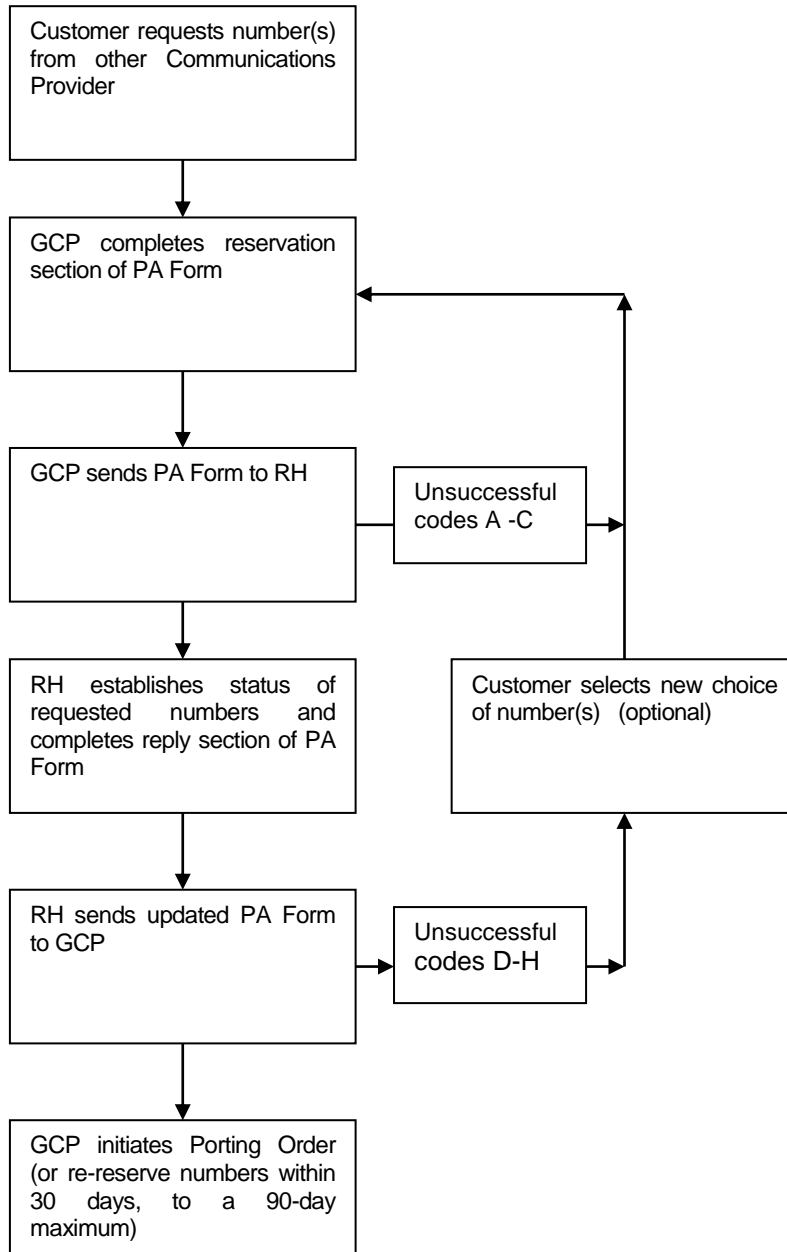 Customer requests number(s)
from other Communications
Provider
GCP completes reservation
section of PA Form
GCP sends PA Form to RH
Unsuccessful
codes A -C
RH establishes status of
requested numbers and
completes reply section of PA
Form
Customer selects new choice
of number(s) (optional)
RH sends updated PA Form
to GCP
Unsuccessful
codes D-H
GCP initiates Porting Order
(or re-reserve numbers within
30 days, to a 90-day
maximum)